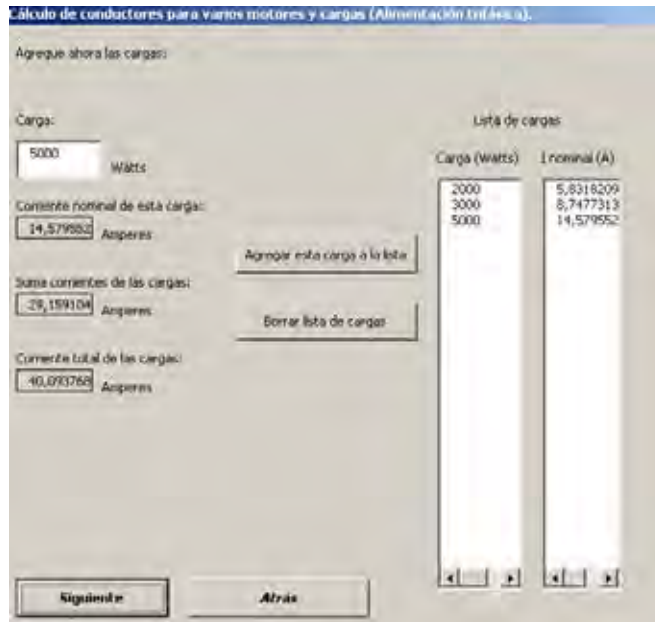 Cálculo de conductores para varios motores y cargas (Alimentación trifásica).
Agregue ahora las cargas:
Carga:
5000
Watts
Corriente nominal de esta carga:
14,579552
Amperes
Suma corrientes de las cargas:
29,159104
Amperes
Corriente total de las cargas:
40,093768
Amperes
Agregar esta carga a la lista
Borrar lista de cargas
Lista de cargas
Carga (Watts) I nominal (A)
2000 5,8318209
3000 8,7477313
5000 14,579552
Siguiente
Atrás